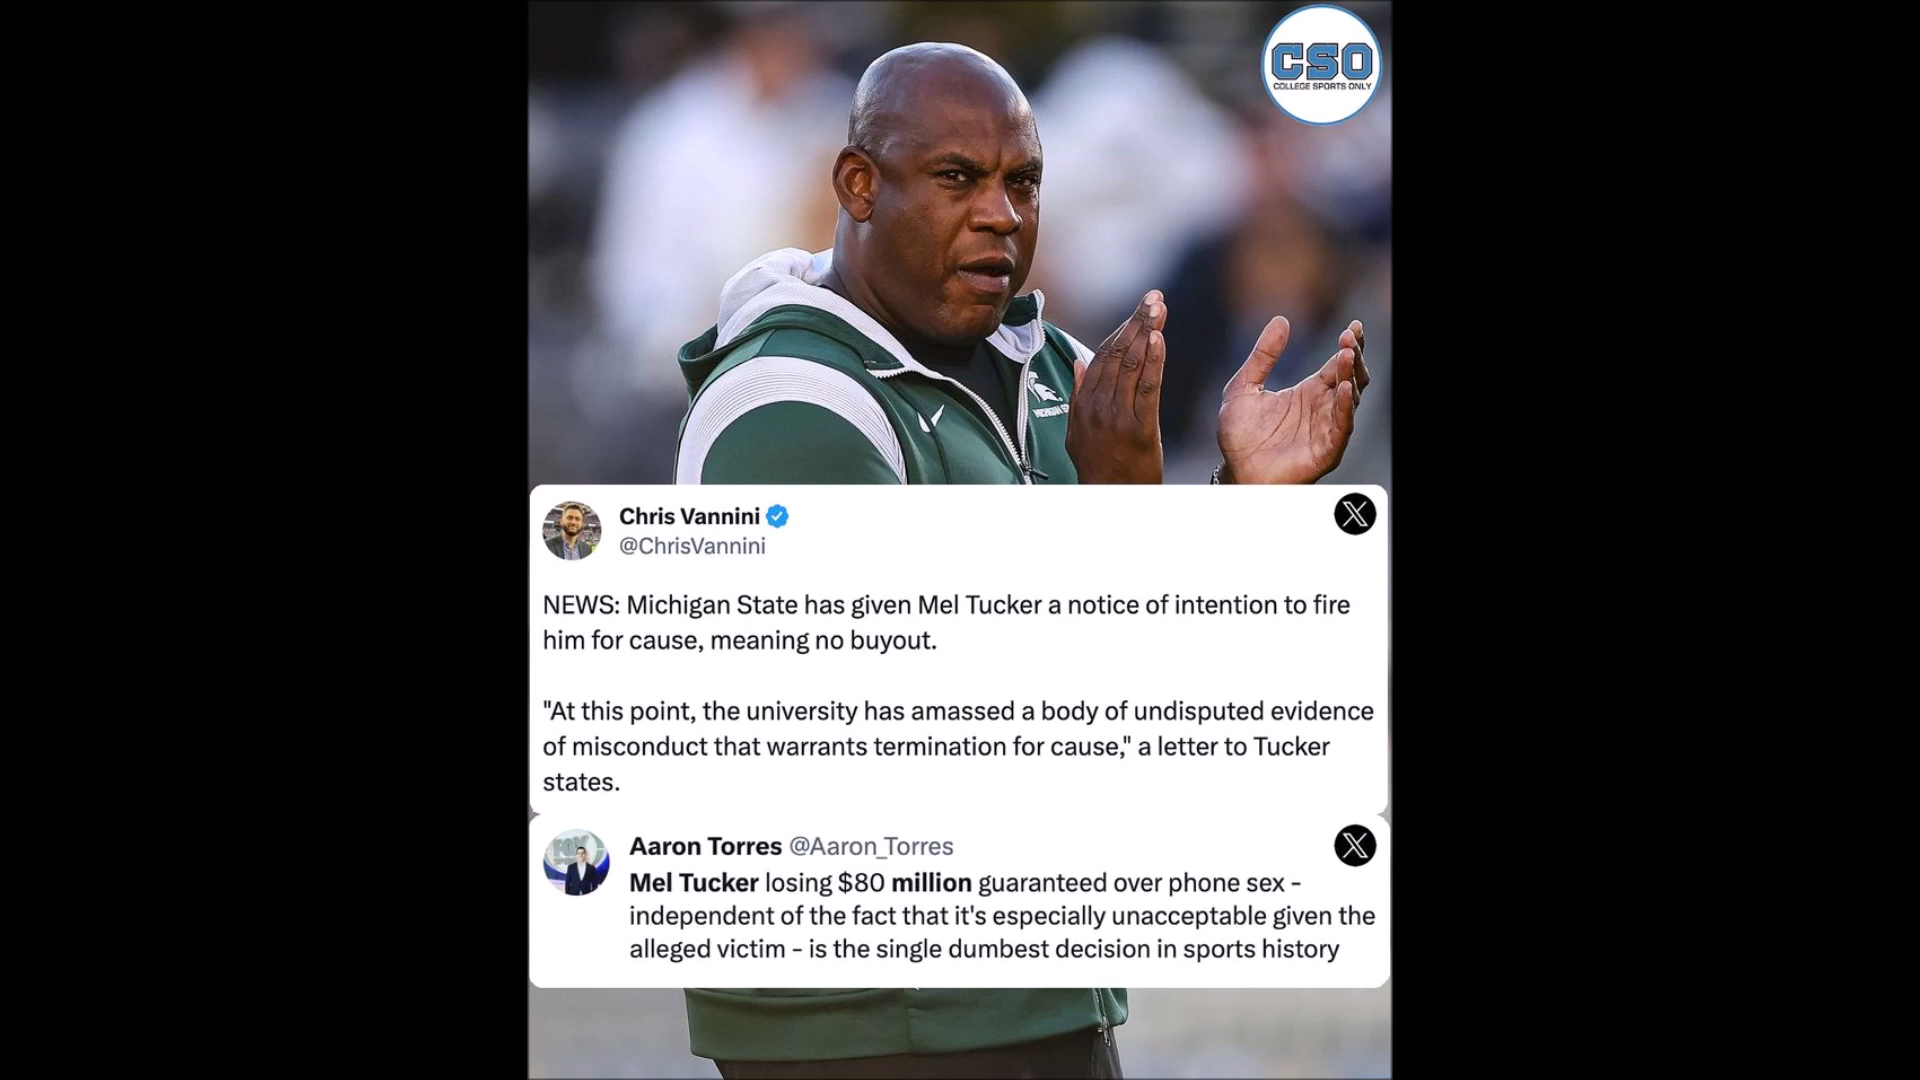 CSO
COLLEGE SPORTS ONLY
Chris Vannini
@ChrisVannini
NEWS: Michigan State has given Mel Tucker a notice of intention to fire
him for cause, meaning no buyout.
"At this point, the university has amassed a body of undisputed evidence
of misconduct that warrants termination for cause," a letter to Tucker
states.
Aaron Torres @Aaron_Torres
Mel Tucker losing $80 million guaranteed over phone sex -
independent of the fact that it's especially unacceptable given the
alleged victim - is the single dumbest decision in sports history